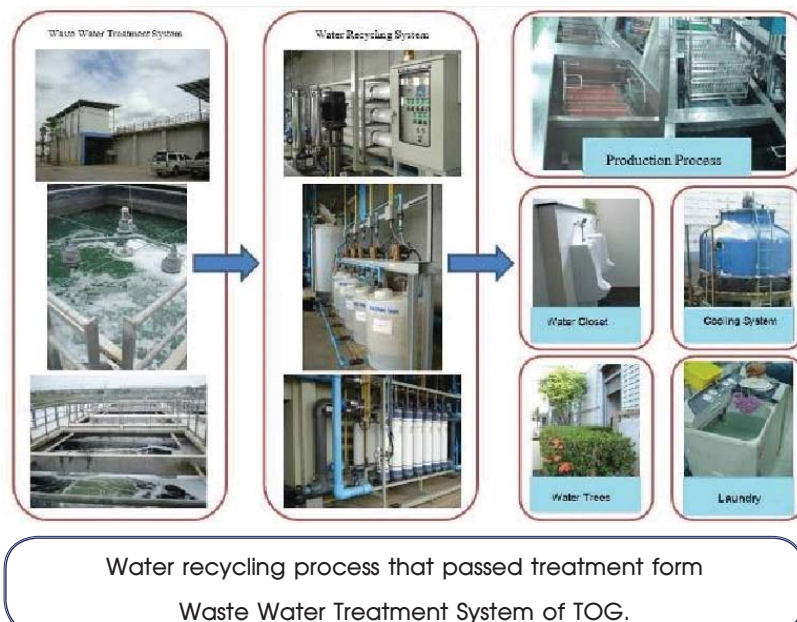 Waste Water Treatment System
Water Recycling System
Production Process
Water Closet
Cooling System
Water Trees
Laundry
Water recycling process that passed treatment form
Waste Water Treatment System of TOG.